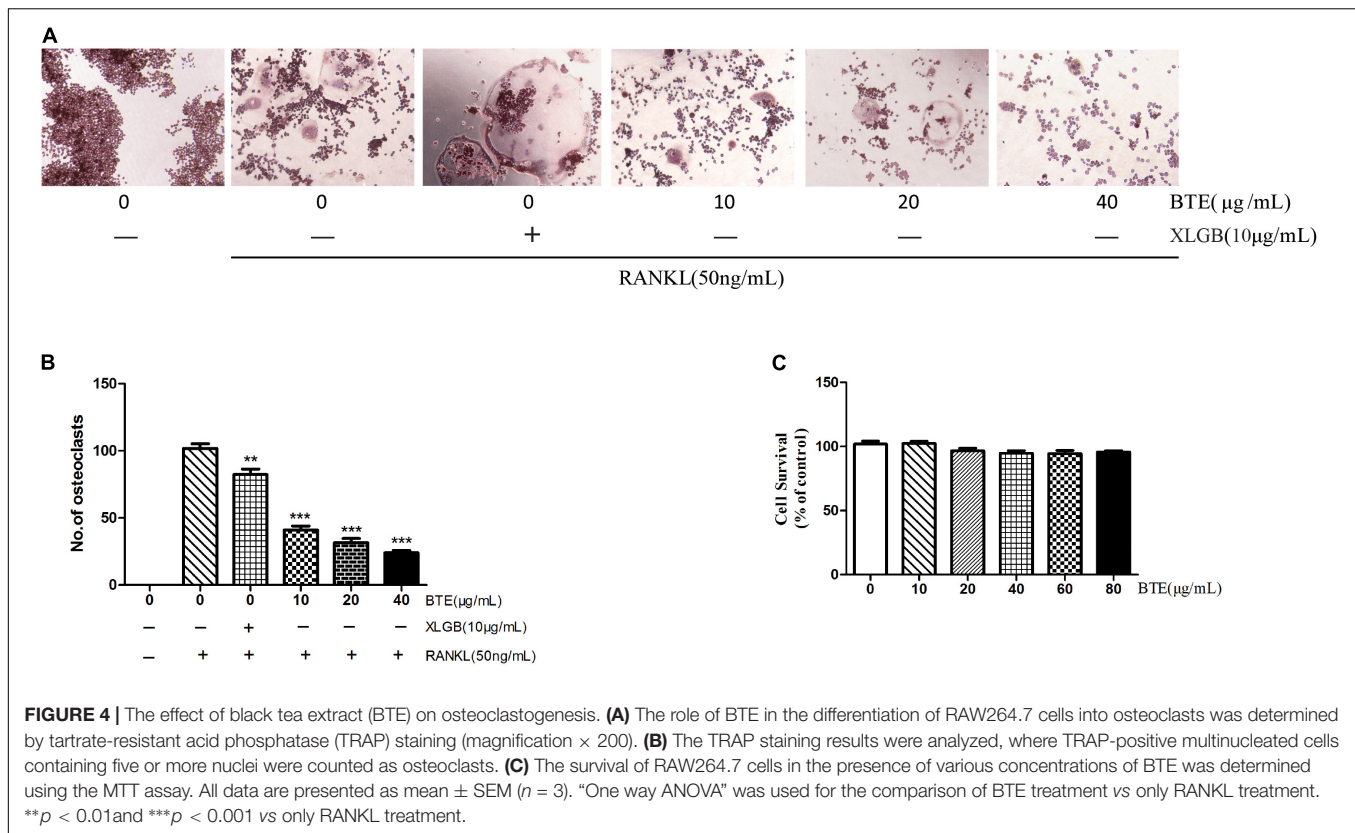 A
0 0 0 10 20 40 BTE( μg /mL)
— — + — — — XLGB(10μg/mL)
RANKL(50ng/mL)
B
150
100
50
0
No.of osteoclasts
**
***
***
***
0 0 0 10 20 40 BTE(μg/mL)
– – + – – – XLGB(10μg/mL)
– + + + + + RANKL(50ng/mL)
C
150
100
50
0
Cell Survival
(% of control)
0 10 20 40 60 80 BTE(μg/mL)
FIGURE 4 | The effect of black tea extract (BTE) on osteoclastogenesis. (A) The role of BTE in the differentiation of RAW264.7 cells into osteoclasts was determined
by tartrate-resistant acid phosphatase (TRAP) staining (magnification × 200). (B) The TRAP staining results were analyzed, where TRAP-positive multinucleated cells
containing five or more nuclei were counted as osteoclasts. (C) The survival of RAW264.7 cells in the presence of various concentrations of BTE was determined
using the MTT assay. All data are presented as mean ± SEM (n = 3). “One way ANOVA” was used for the comparison of BTE treatment vs only RANKL treatment.
**p < 0.01and ***p < 0.001 vs only RANKL treatment.